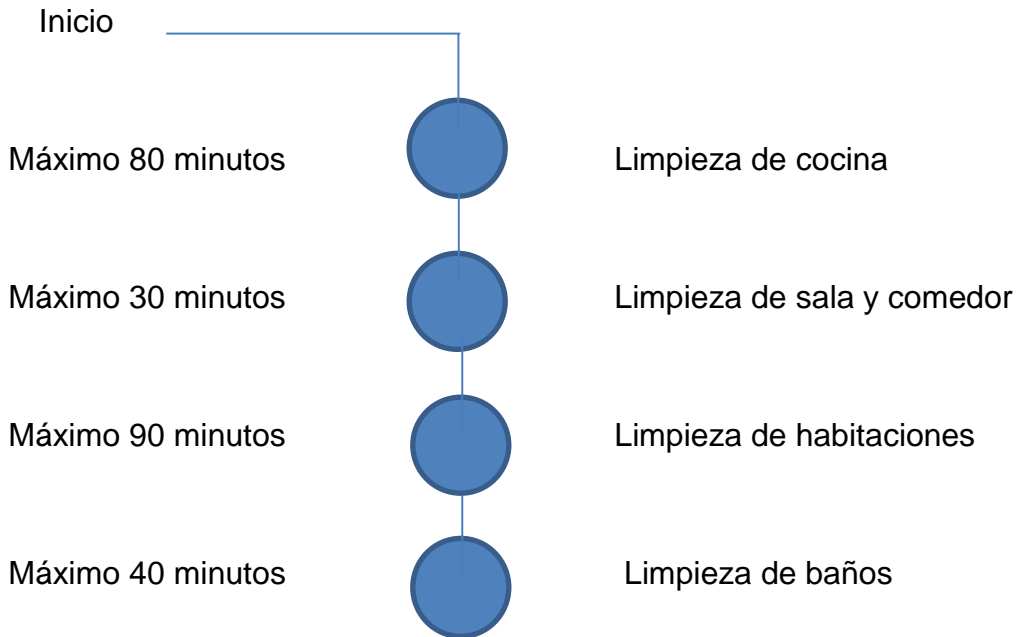 Inicio
Máximo 80 minutos Limpieza de cocina
Máximo 30 minutos Limpieza de sala y comedor
Máximo 90 minutos Limpieza de habitaciones
Máximo 40 minutos Limpieza de baños